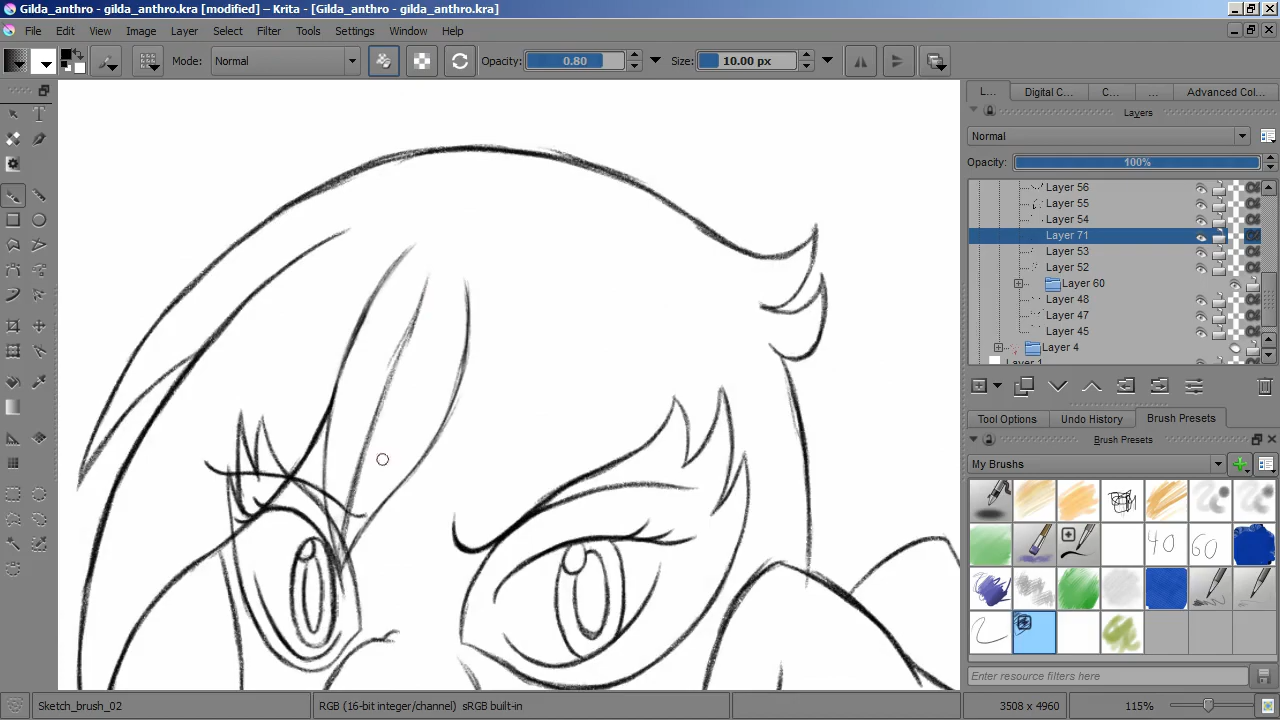 Gilda_anthro - gilda_anthro.kra [modified] – Krita - [Gilda_anthro - gilda_anthro.kra]
File Edit View Image Layer Select Filter Tools Settings Window Help
Mode: Normal Opacity: 0.80 Size: 10.00 px
L... Digital C... C... ... Advanced Col...
Layers
Normal
Opacity: 100%
Layer 56
Layer 55
Layer 54
Layer 71
Layer 53
Layer 52
Layer 60
Layer 48
Layer 47
Layer 45
Layer 4
Layer 1
Tool Options Undo History Brush Presets
Brush Presets
My Brushes
40 60
Enter resource filters here
Sketch_brush_02 RGB (16-bit integer/channel) sRGB built-in 3508 x 4960 115%